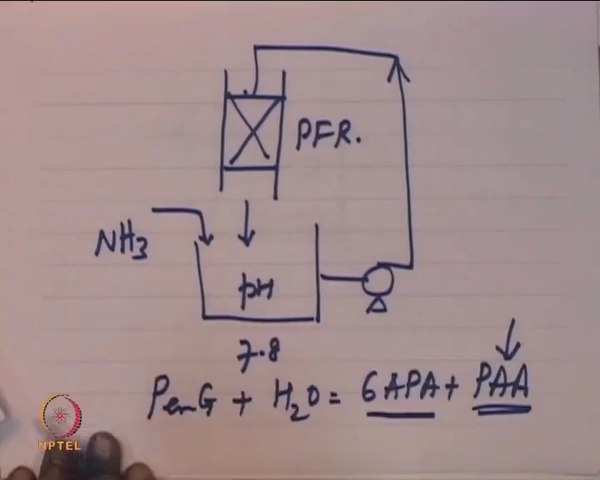 PFR.
NH3
pH
7.8
PenG + H2O = 6APA + PAA
NPTEL